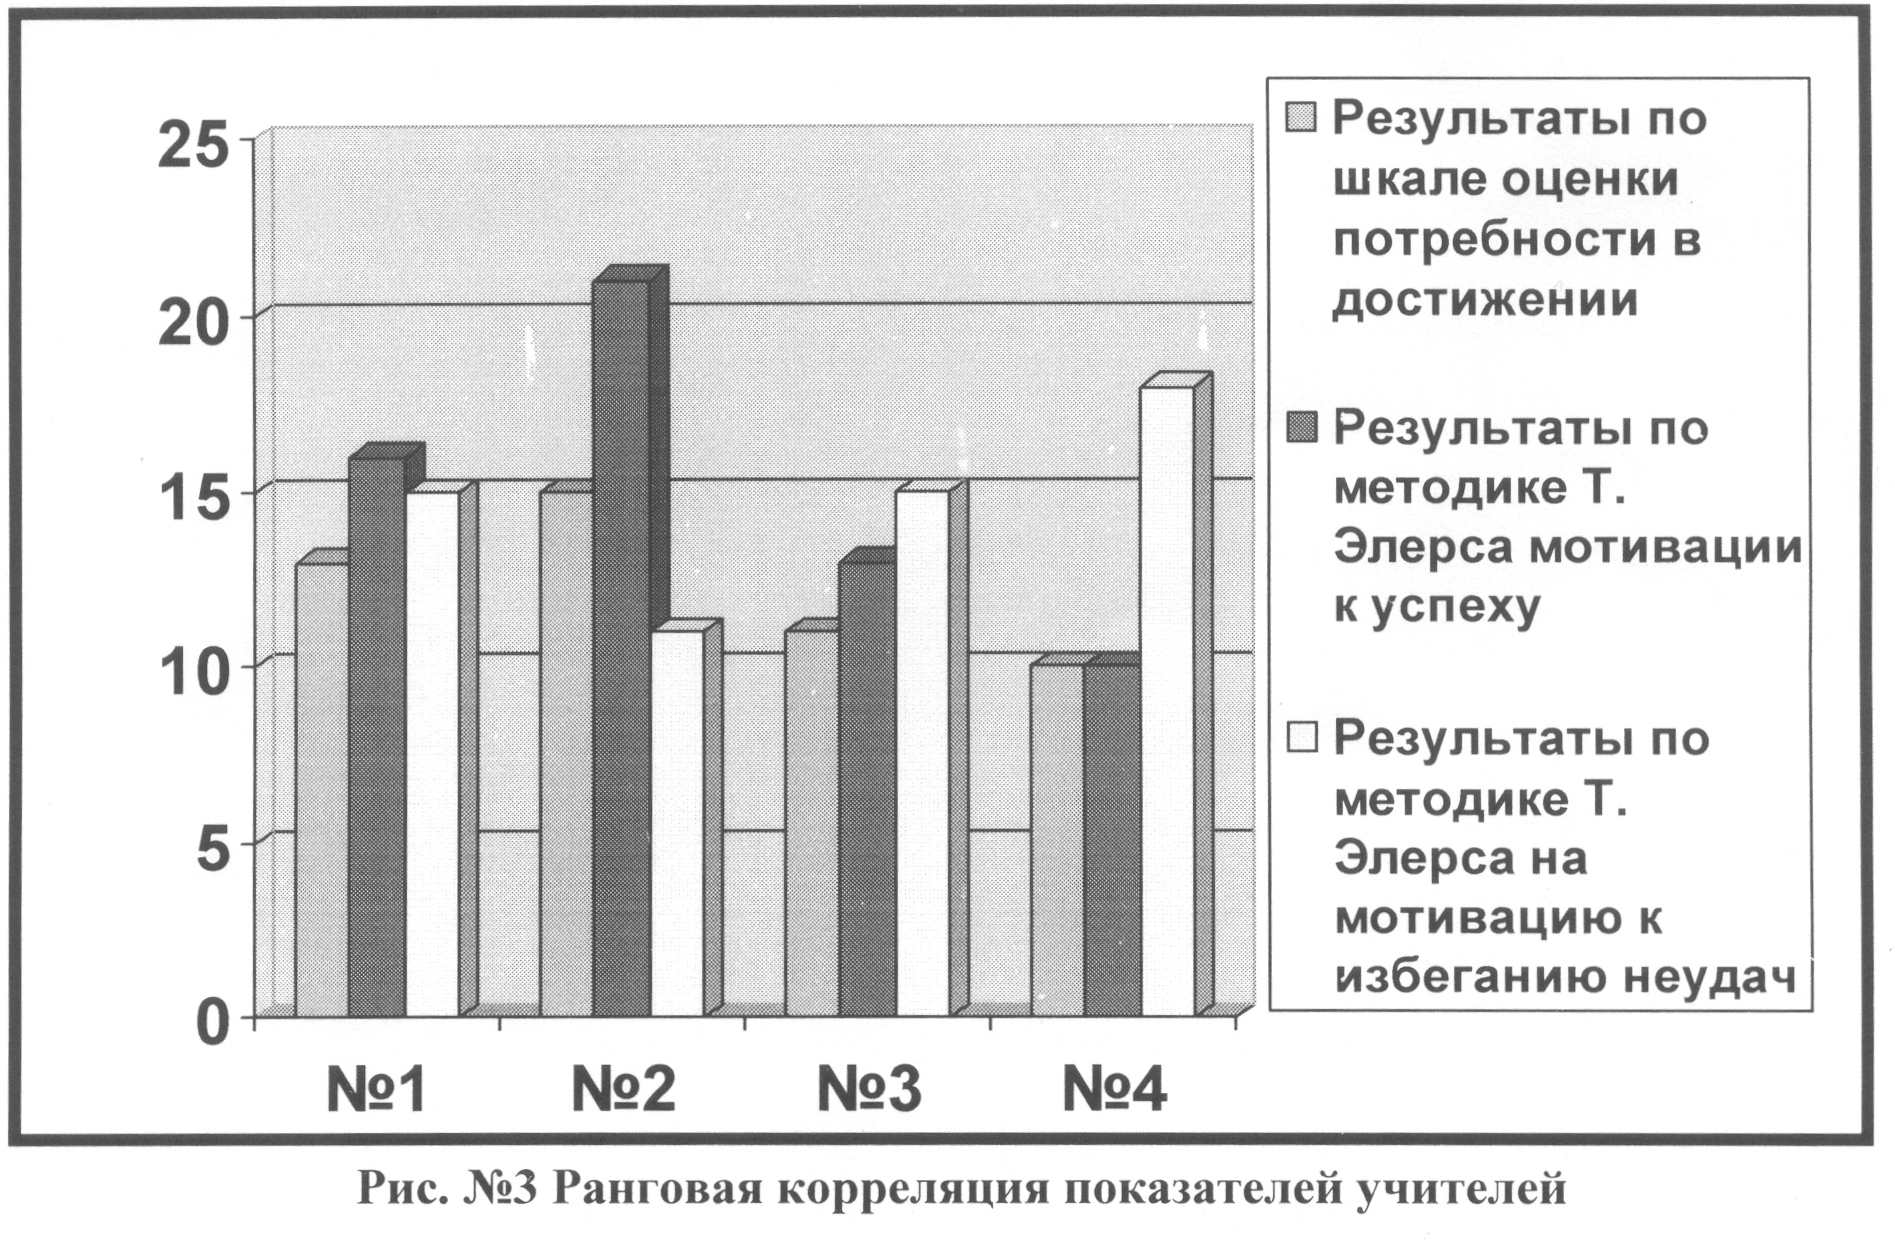 25
20
15
10
5
0
№1 №2 №3 №4
Результаты по
шкале оценки
потребности в
достижении
Результаты по
методике Т.
Элерса мотивации
к успеху
Результаты по
методике Т.
Элерса на
мотивацию к
избеганию неудач
Рис. №3 Ранговая корреляция показателей учителей